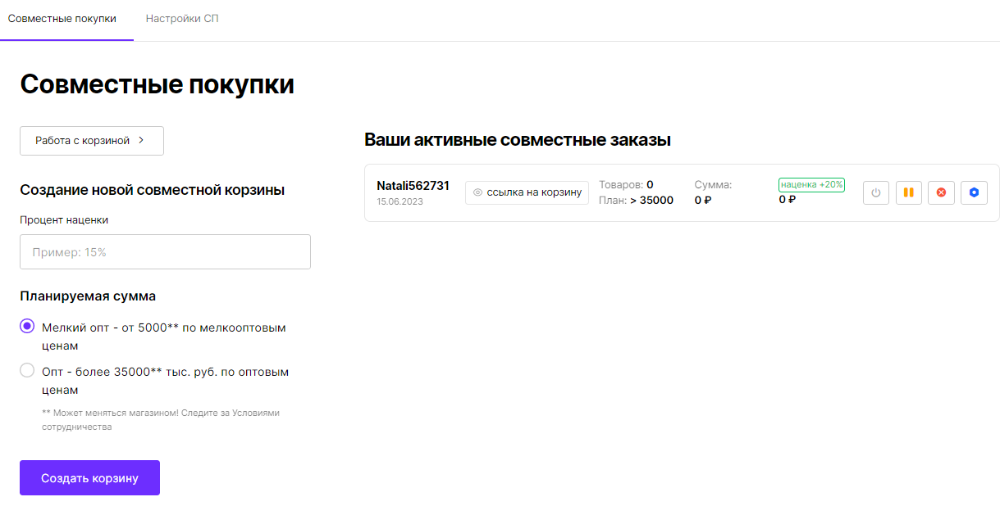 Совместные покупки
Настройки СП
Совместные покупки
Работа с корзиной
Создание новой совместной корзины
Процент наценки
Пример: 15%
Планируемая сумма
Мелкий опт - от 5000** по мелкооптовым
ценам
Опт - более 35000** тыс. руб. по оптовым
ценам
** Может меняться магазином! Следите за Условиями
сотрудничества
Создать корзину
Ваши активные совместные заказы
Natali562731
15.06.2023
ссылка на корзину
Товаров: 0
План: > 35000
Сумма:
0 ₽
наценка +20%
0 ₽